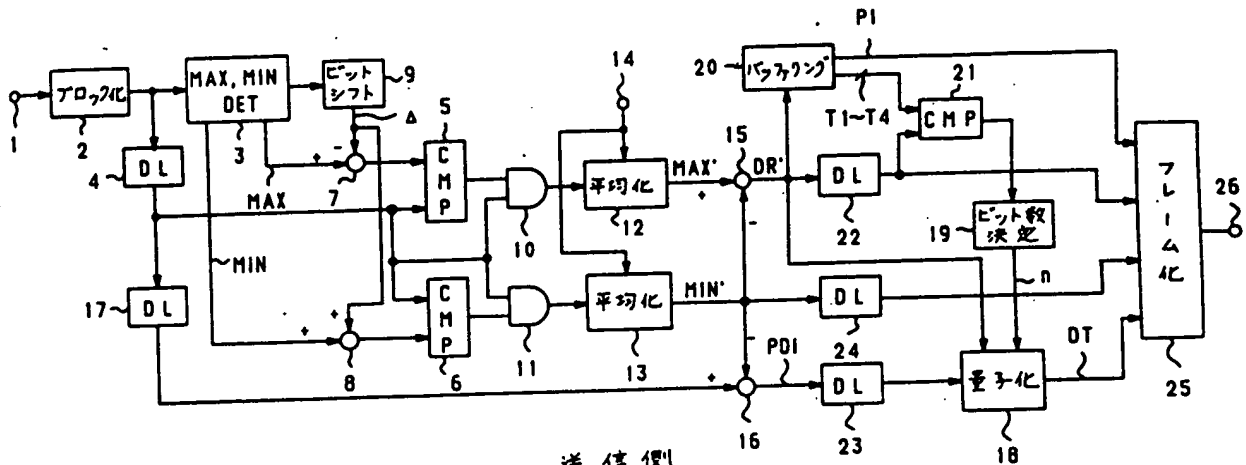 PI
14
9
20
バッファリング
21
CMP
T1~T4
ブロック化
MAX, MIN
DET
ビット
シフト
Δ
5
15
1
2
3
-
+
7
C
M
P
平均化
MAX'
+
DR'
DL
22
フレーム化
26
4
DL
MAX
10
12
-
19
ビット数
決定
MIN
n
17
DL
+
+
8
C
M
P
6
11
平均化
13
MIN'
DL
24
-
PDI
+
16
DL
23
量子化
18
DT
25
送信側